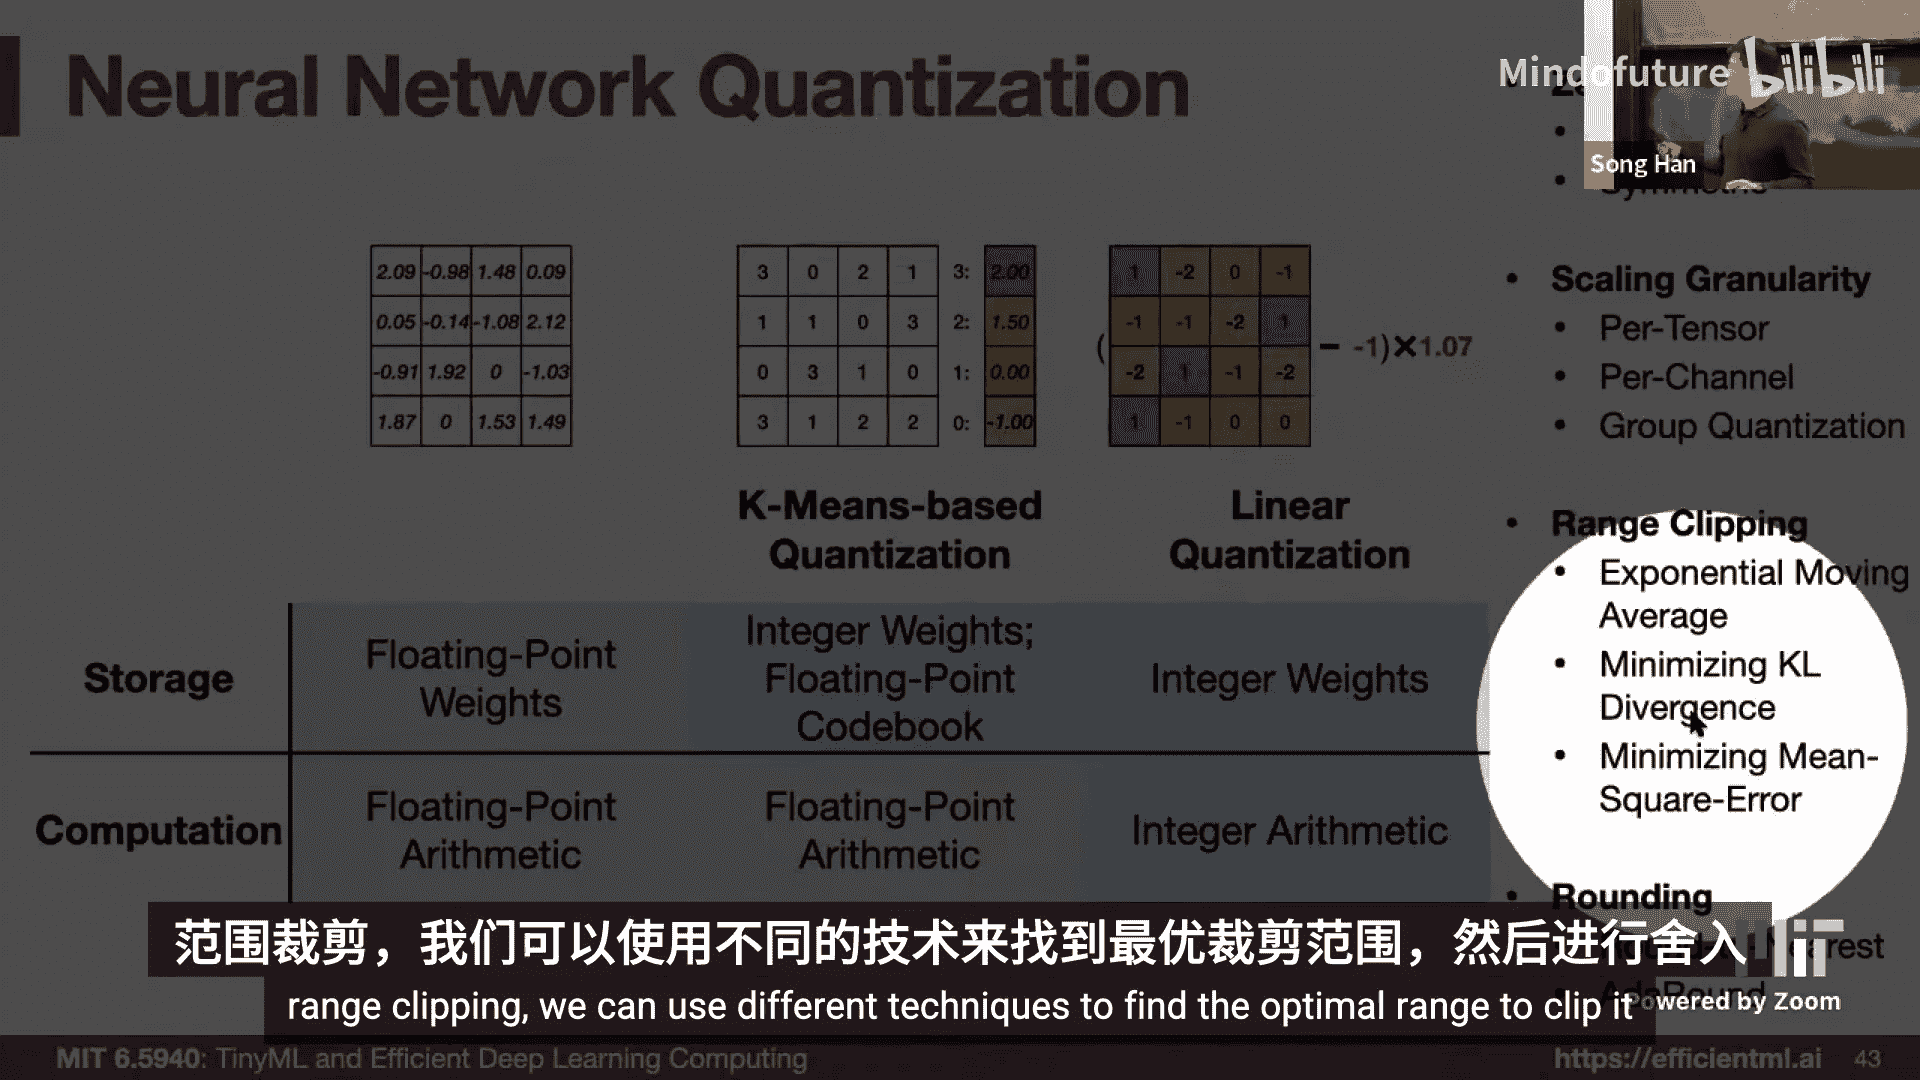 Neural Network Quantization
Mindofuture bilibili
Song Han
Symmetric
2.09 -0.98 1.48 0.09
0.05 -0.14 -1.08 2.12
-0.91 1.92 0 -1.03
1.87 0 1.53 1.49
3 0 2 1 3: 2.00
1 1 0 3 2: 1.50
0 3 1 0 1: 0.00
3 1 2 2 0: -1.00
1 -2 0 -1
-1 -1 -2 1
-2 1 -1 -2
1 -1 0 0
( − -1)×1.07
K-Means-based
Quantization
Linear
Quantization
Storage
Floating-Point
Weights
Integer Weights;
Floating-Point
Codebook
Integer Weights
Computation
Floating-Point
Arithmetic
Floating-Point
Arithmetic
Integer Arithmetic
• Scaling Granularity
• Per-Tensor
• Per-Channel
• Group Quantization
• Range Clipping
• Exponential Moving
Average
• Minimizing KL
Divergence
• Minimizing Mean-
Square-Error
• Rounding
AdaRound
范围裁剪，我们可以使用不同的技术来找到最优裁剪范围，然后进行舍入
range clipping, we can use different techniques to find the optimal range to clip it
Powered by Zoom
MIT 6.5940: TinyML and Efficient Deep Learning Computing
https://efficientml.ai 43